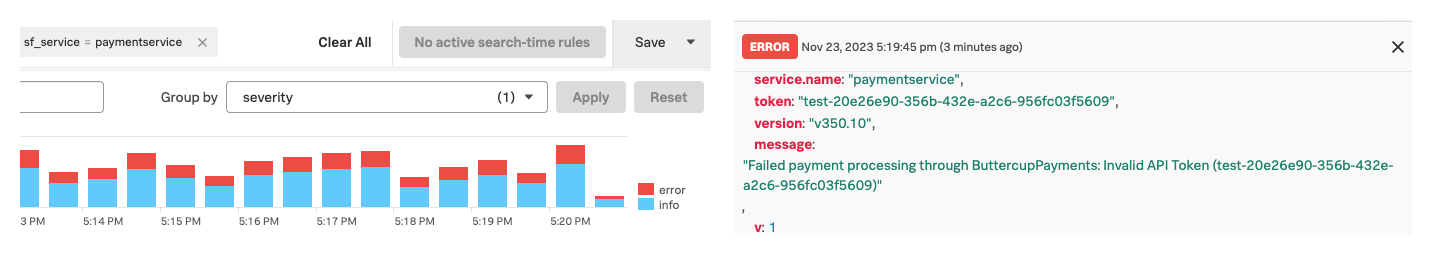 sf_service = paymentservice ×
Clear All
No active search-time rules
Save
Group by
severity
(1)
Apply
Reset
error
info
3 PM
5:14 PM
5:15 PM
5:16 PM
5:17 PM
5:18 PM
5:19 PM
5:20 PM
ERROR Nov 23, 2023 5:19:45 pm (3 minutes ago)
service.name: "paymentservice",
token: "test-20e26e90-356b-432e-a2c6-956fc03f5609",
version: "v350.10",
message:
"Failed payment processing through ButtercupPayments: Invalid API Token (test-20e26e90-356b-432e-
a2c6-956fc03f5609)"
,
v: 1